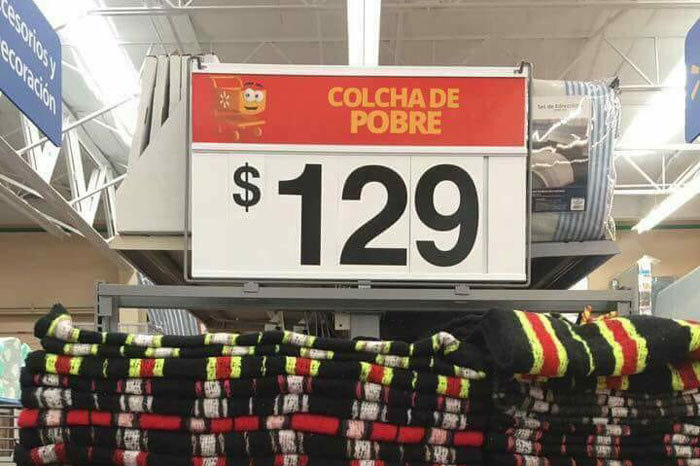 cesorios y
ecoración
COLCHA DE
POBRE
$129